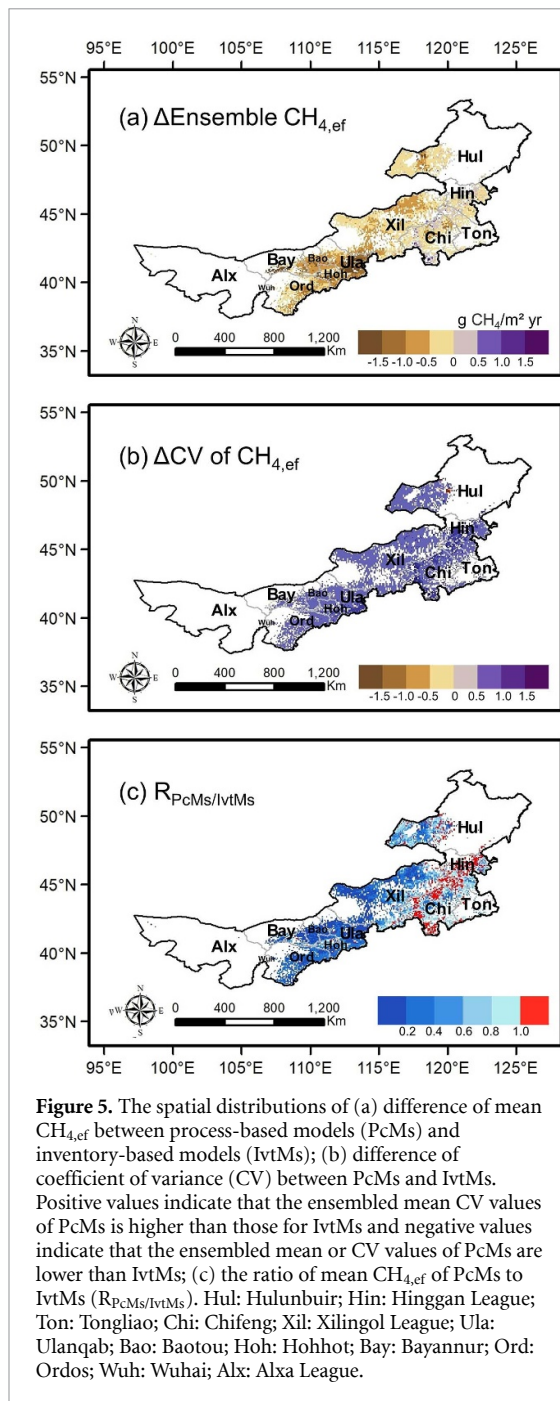 95°E 100°E 105°E 110°E 115°E 120°E 125°E
55°N
(a) ΔEnsemble CH4,ef
50°N
Hul
Hin
45°N
Xil
Chi
Ton
Bay
Bao
Ula
Alx
Hoh
40°N
Wuh
Ord
g CH4/m² yr
N
W E
S
0 400 800 1,200
Km
-1.5 -1.0 -0.5 0 0.5 1.0 1.5
35°N
55°N
(b) ΔCV of CH4,ef
50°N
Hul
Hin
45°N
Xil
Chi
Ton
Bay
Bao
Ula
Alx
Hoh
40°N
Wuh
Ord
N
W E
S
0 400 800 1,200
Km
-1.5 -1.0 -0.5 0 0.5 1.0 1.5
35°N
55°N
(c) RPcMs/IvtMs
50°N
Hul
Hin
45°N
Xil
Chi
Ton
Bay
Bao
Ula
Alx
Hoh
40°N
Wuh
Ord
N
W E
0 400 800 1,200
Km
0.2 0.4 0.6 0.8 1.0
35°N
95°E 100°E 105°E 110°E 115°E 120°E 125°E
Figure 5. The spatial distributions of (a) difference of mean
CH4,ef between process-based models (PcMs) and
inventory-based models (IvtMs); (b) difference of
coefficient of variance (CV) between PcMs and IvtMs.
Positive values indicate that the ensembled mean CV values
of PcMs is higher than those for IvtMs and negative values
indicate that the ensembled mean or CV values of PcMs are
lower than IvtMs; (c) the ratio of mean CH4,ef of PcMs to
IvtMs (RPcMs/IvtMs). Hul: Hulunbuir; Hin: Hinggan League;
Ton: Tongliao; Chi: Chifeng; Xil: Xilingol League; Ula:
Ulanqab; Bao: Baotou; Hoh: Hohhot; Bay: Bayannur; Ord:
Ordos; Wuh: Wuhai; Alx: Alxa League.